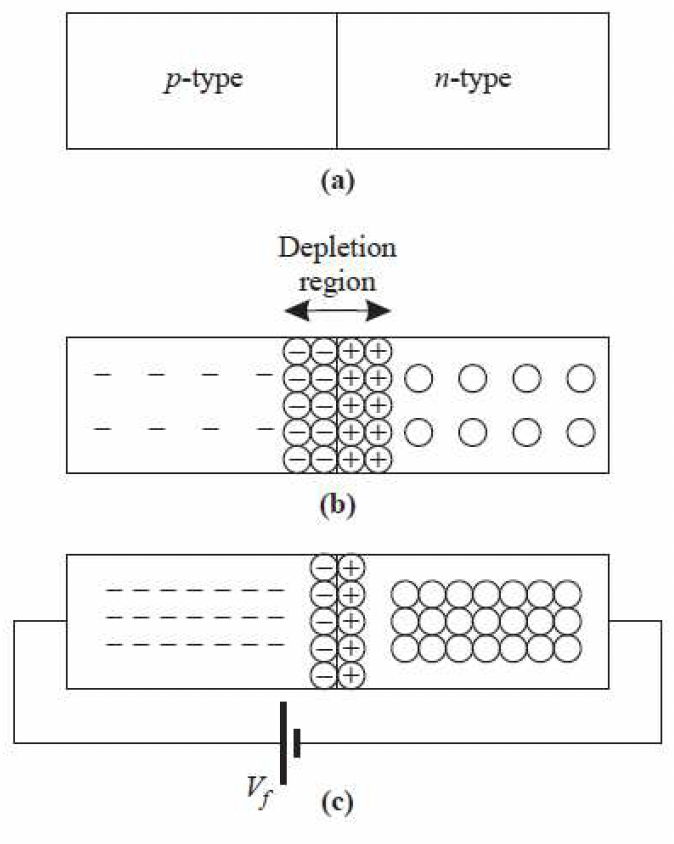 p-type n-type
(a)
Depletion
region
(b)
V_f
(c)